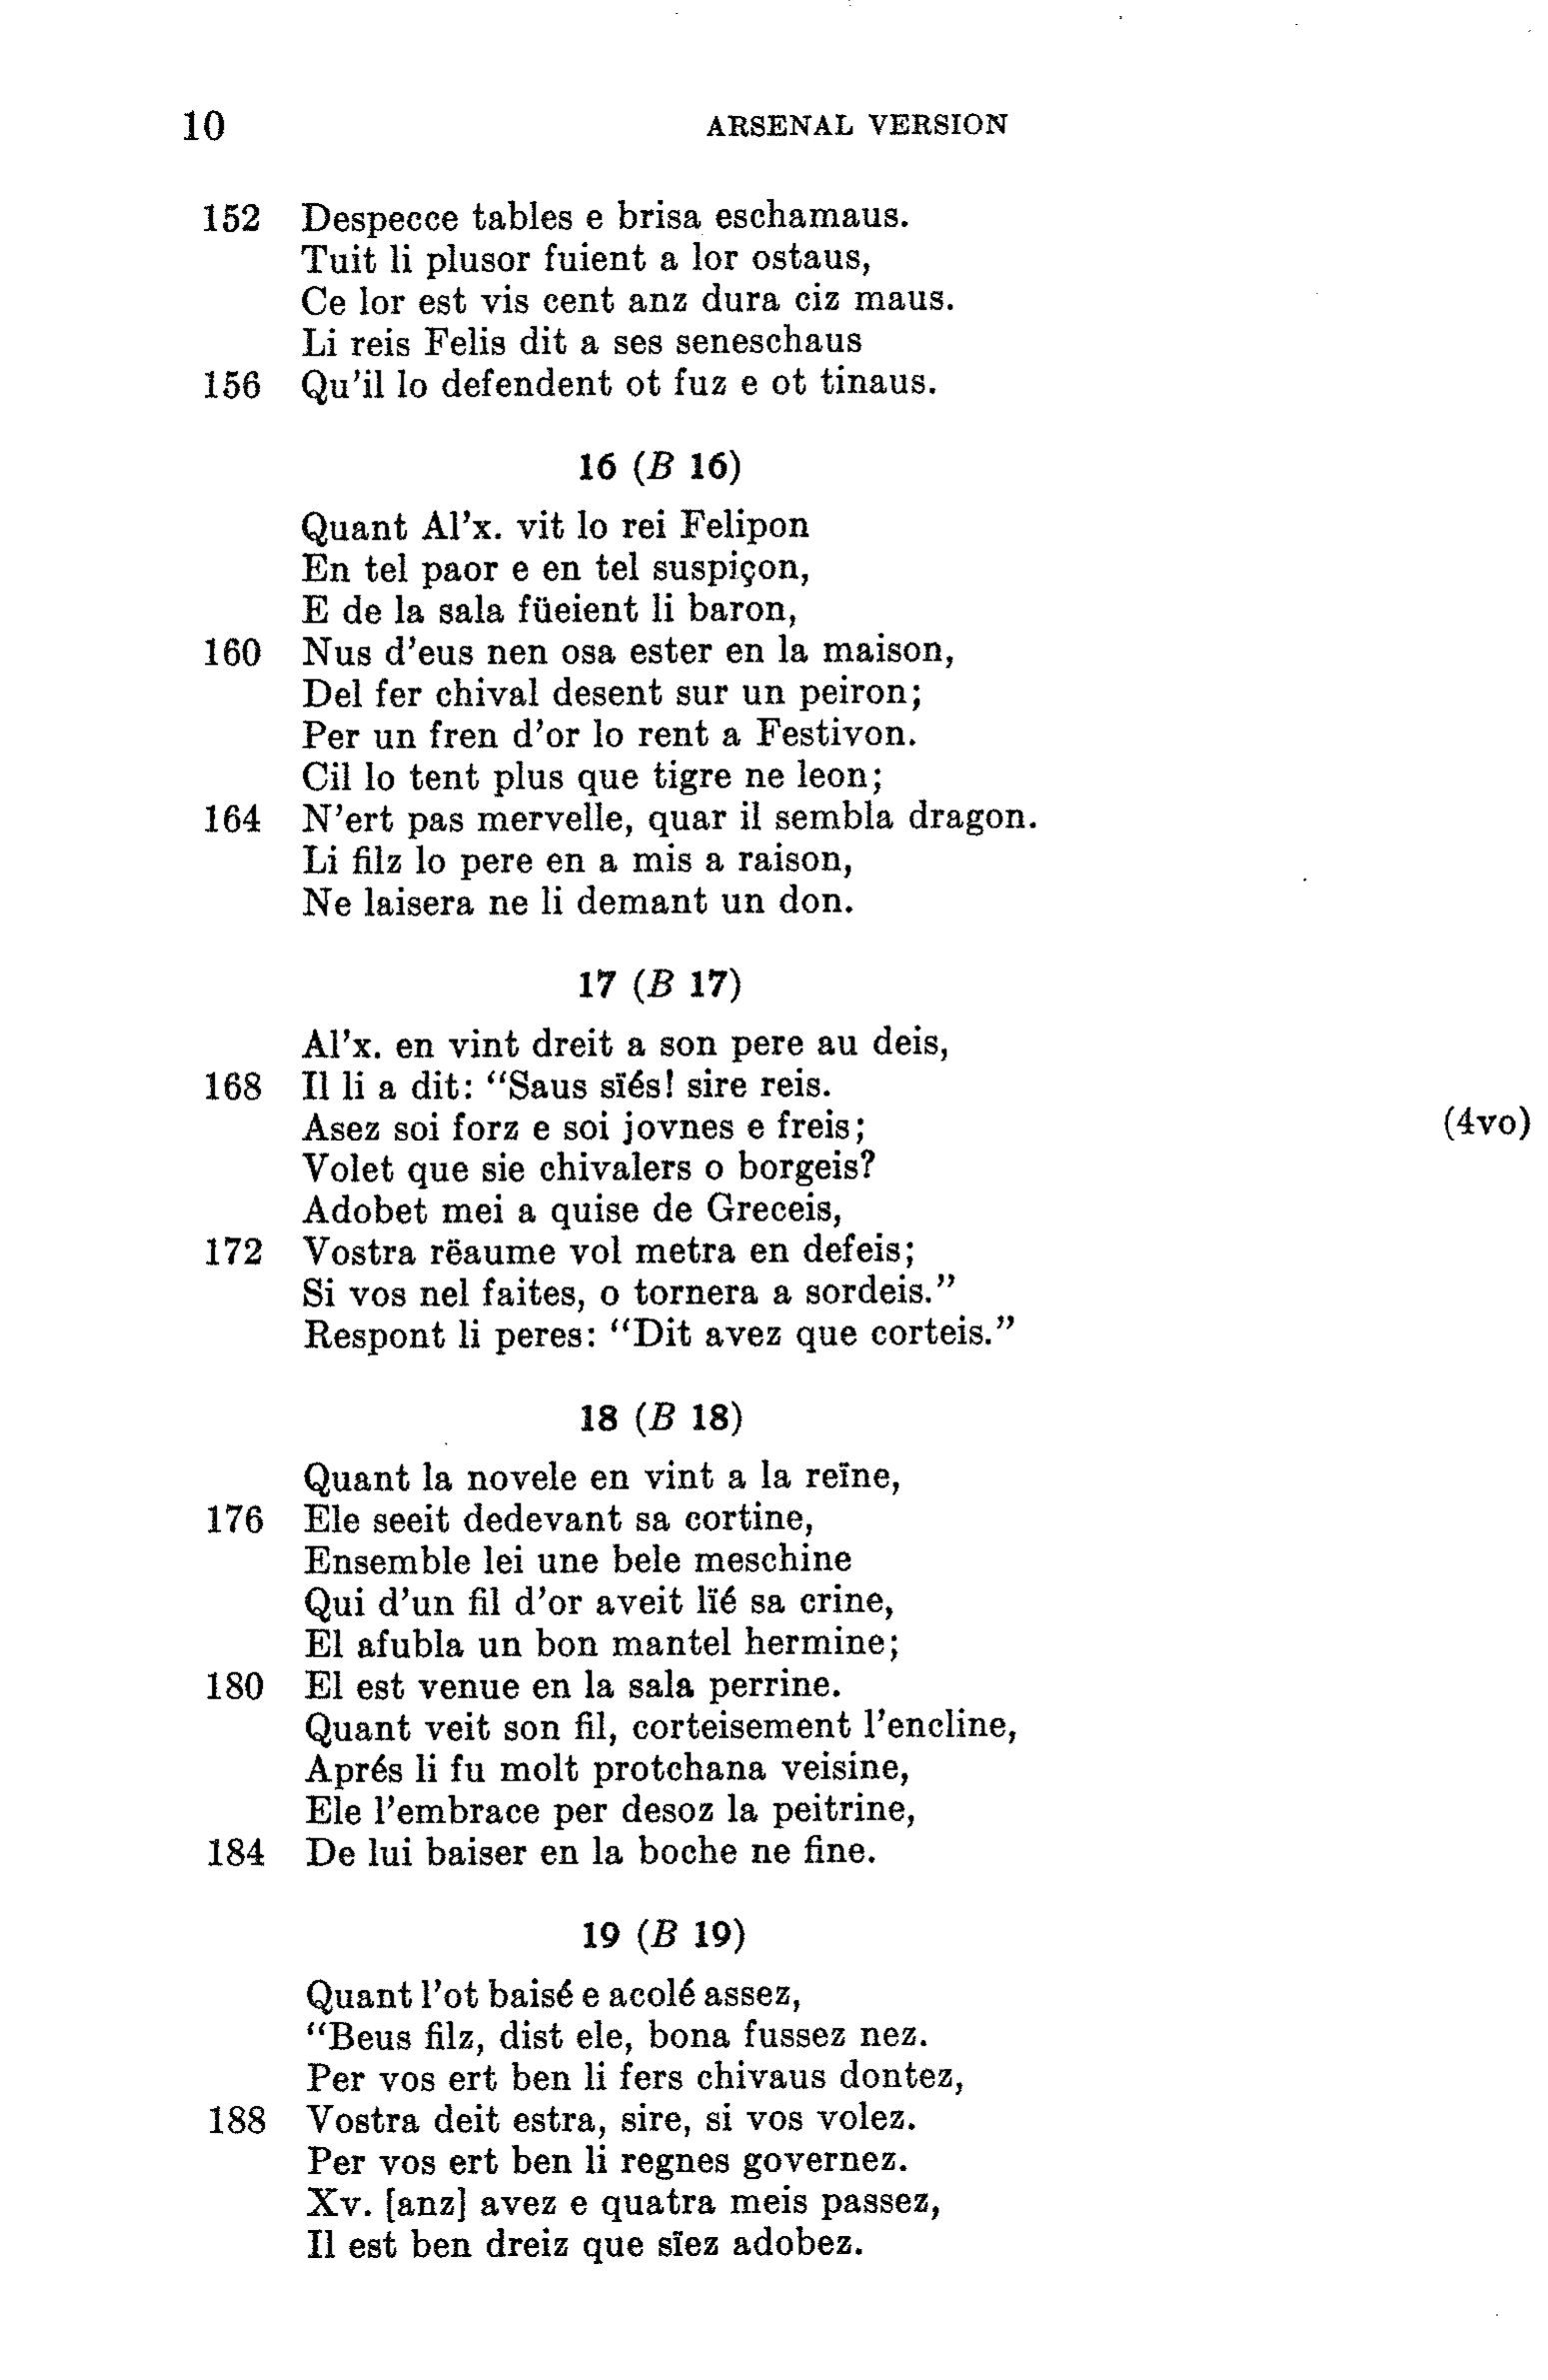 10 ARSENAL VERSION
152 Despecce tables e brisa eschamaus.
Tuit li plusor fuient a lor ostaus,
Ce lor est vis cent anz dura ciz maus.
Li reis Felis dit a ses seneschaus
156 Qu'il lo defendent ot fuz e ot tinaus.
16 (B 16)
Quant Al'x. vit lo rei Felipon
En tel paor e en tel suspiçon,
E de la sala füeient li baron,
160 Nus d'eus nen osa ester en la maison,
Del fer chival desent sur un peiron;
Per un fren d'or lo rent a Festivon.
Cil lo tent plus que tigre ne leon;
164 N'ert pas mervelle, quar il sembla dragon.
Li filz lo pere en a mis a raison,
Ne laisera ne li demant un don.
17 (B 17)
Al'x. en vint dreit a son pere au deis,
168 Il li a dit: “Saus sïés! sire reis.
Asez soi forz e soi jovnes e freis; (4vo)
Volet que sie chivalers o borgeis?
Adobet mei a quise de Greceis,
172 Vostra rëaume vol metra en defeis;
Si vos nel faites, o tornera a sordeis.”
Respont li peres: “Dit avez que corteis.”
18 (B 18)
Quant la novele en vint a la reïne,
176 Ele seeit dedevant sa cortine,
Ensemble lei une bele meschine
Qui d'un fil d'or aveit lïé sa crine,
El afubla un bon mantel hermine;
180 El est venue en la sala perrine.
Quant veit son fil, corteisement l'encline,
Aprés li fu molt protchana veisine,
Ele l'embrace per desoz la peitrine,
184 De lui baiser en la boche ne fine.
19 (B 19)
Quant l'ot baisé e acolé assez,
“Beus filz, dist ele, bona fussez nez.
Per vos ert ben li fers chivaus dontez,
188 Vostra deit estra, sire, si vos volez.
Per vos ert ben li regnes governez.
Xv. [anz] avez e quatra meis passez,
Il est ben dreiz que sïez adobez.